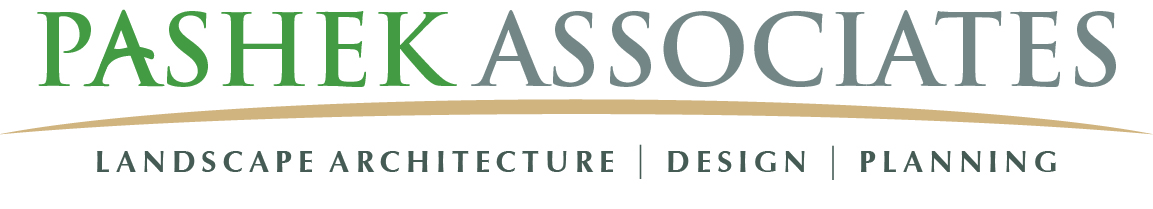 PASHEK ASSOCIATES
LANDSCAPE ARCHITECTURE | DESIGN | PLANNING